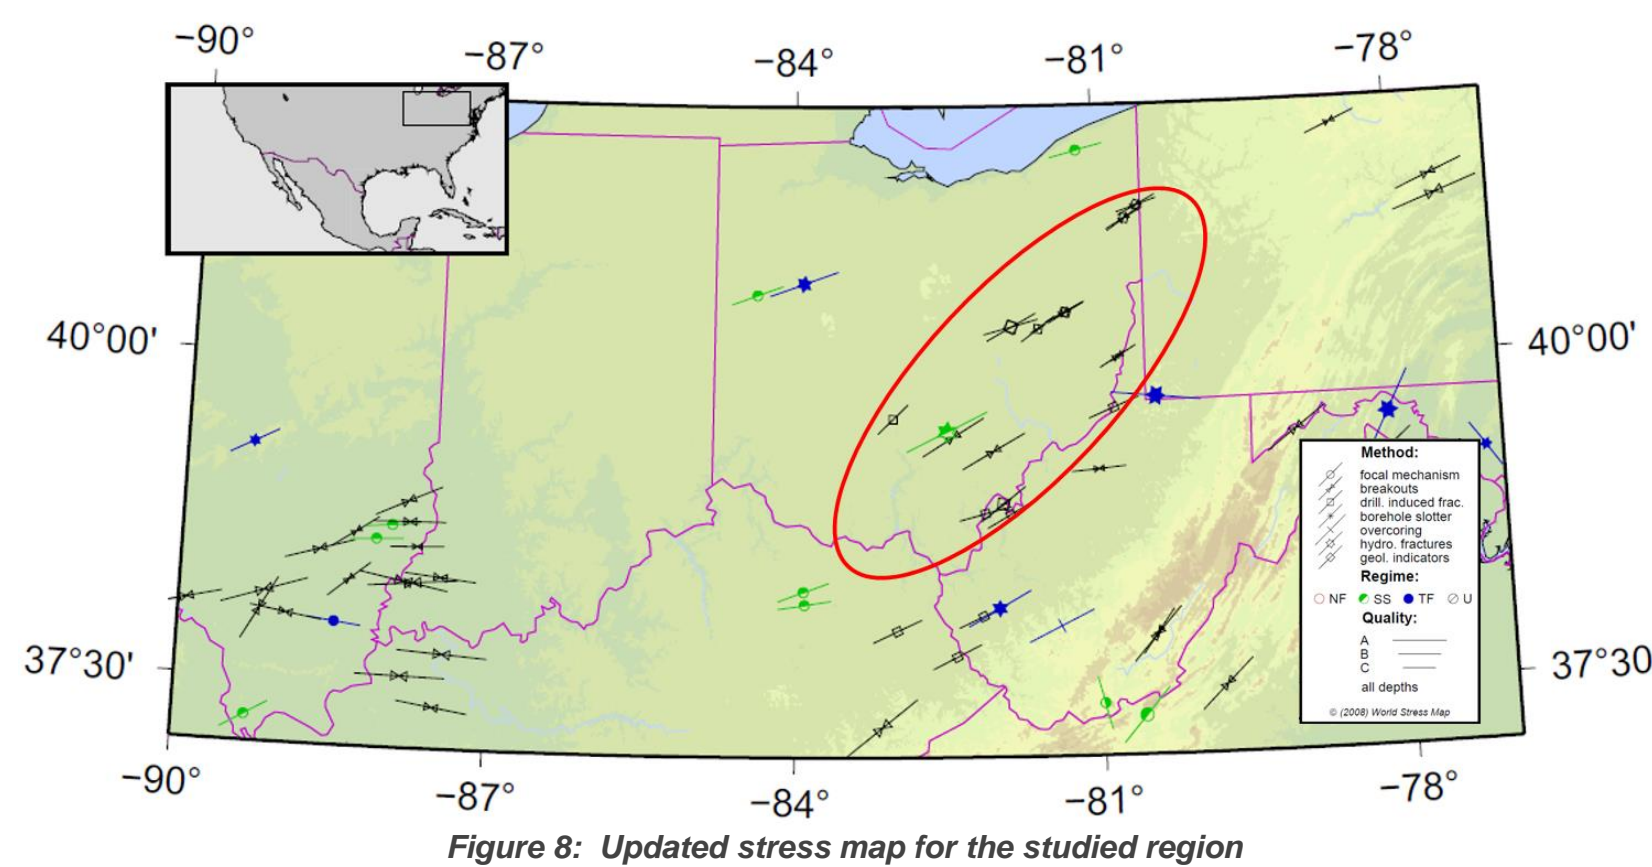 −90°
−87°
−84°
−81°
−78°
40°00'
40°00'
Method:
focal mechanism
breakouts
drill. induced frac.
borehole slotter
overcoring
hydro. fractures
geol. indicators
Regime:
NF SS TF U
Quality:
A
B
C
all depths
© (2008) World Stress Map
37°30'
37°30
−90°
−87°
−84°
−81°
−78°
Figure 8: Updated stress map for the studied region